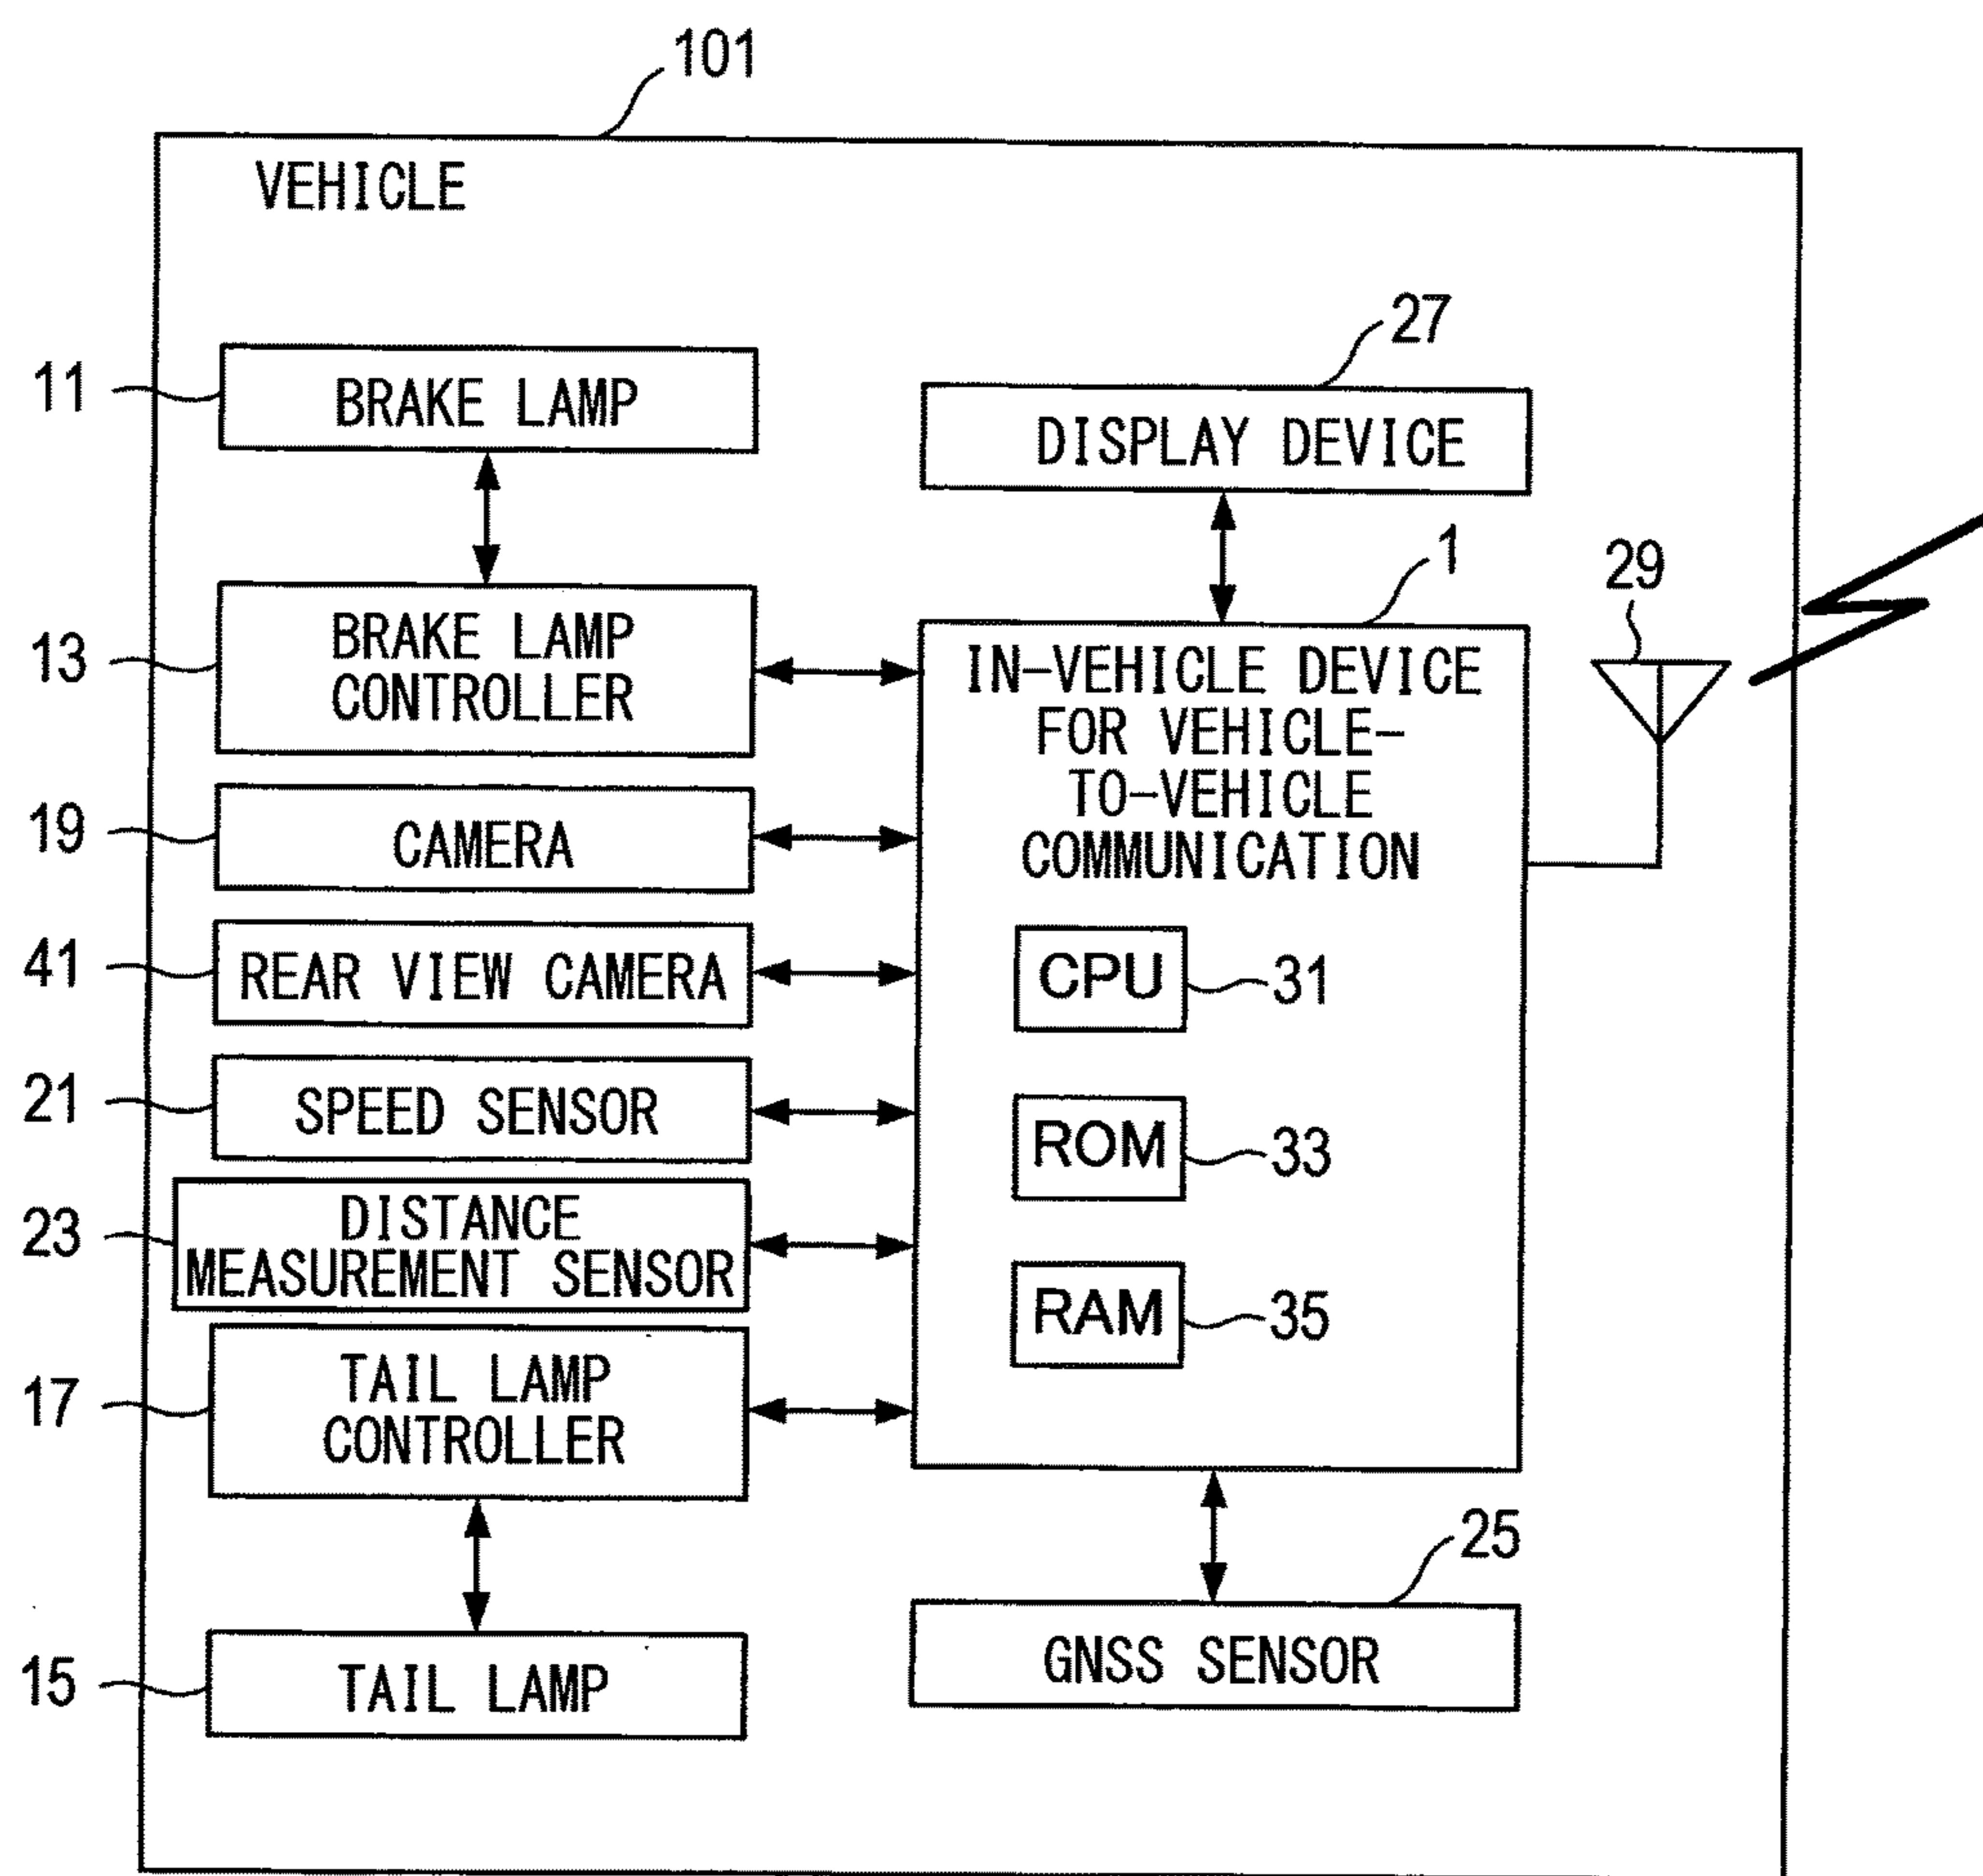 101
VEHICLE
27
11
BRAKE LAMP
DISPLAY DEVICE
1
29
13
BRAKE LAMP
CONTROLLER
IN-VEHICLE DEVICE
FOR VEHICLE-
TO-VEHICLE
COMMUNICATION
19
CAMERA
41
REAR VIEW CAMERA
CPU
31
21
SPEED SENSOR
ROM
33
23
DISTANCE
MEASUREMENT SENSOR
RAM
35
17
TAIL LAMP
CONTROLLER
25
15
TAIL LAMP
GNSS SENSOR